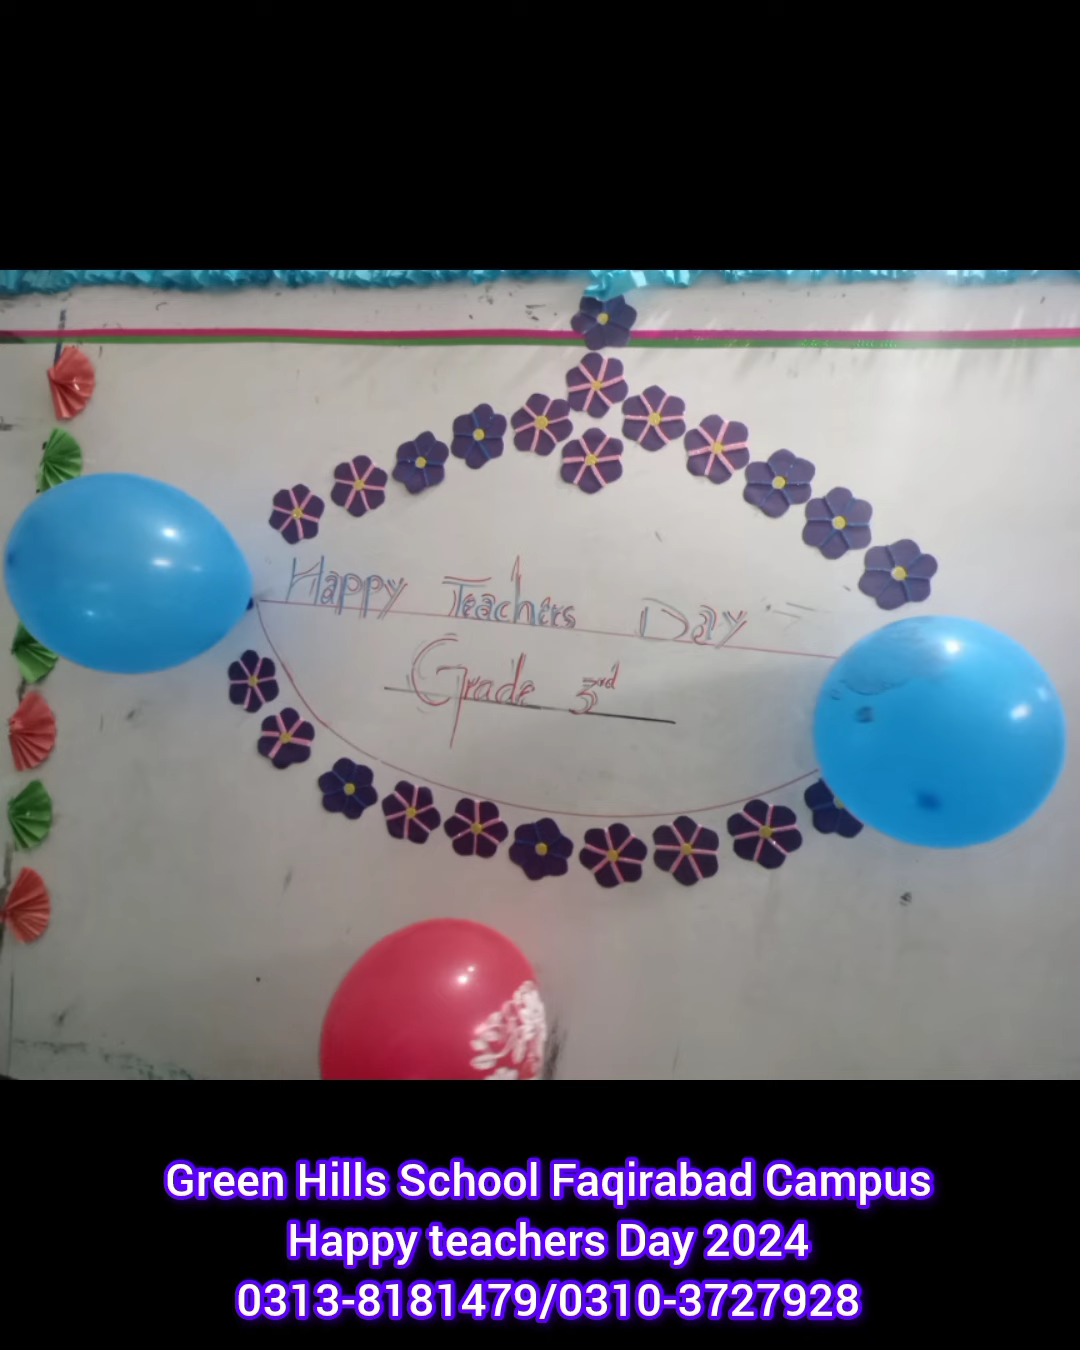 Happy Teachers Day
Grade 3rd
Green Hills School Faqirabad Campus
Happy teachers Day 2024
0313-8181479/0310-3727928